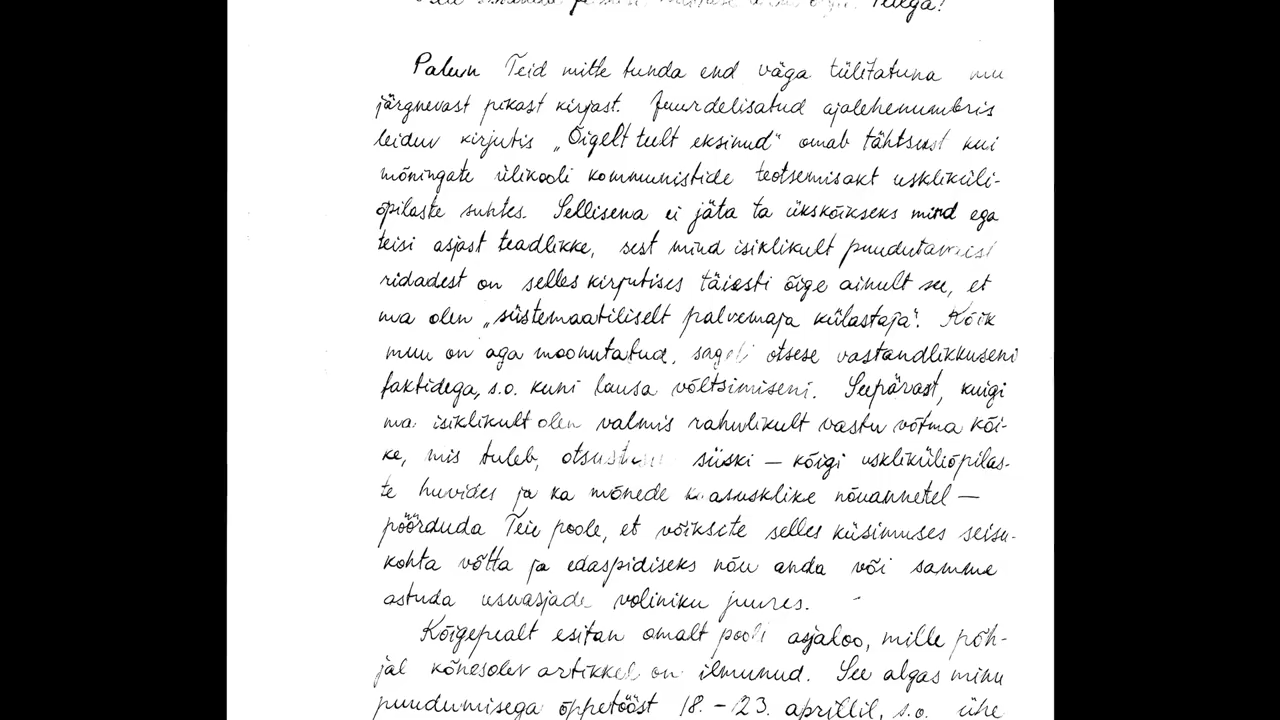 Teiega!
Palun Teid mitte tunda end väga tülitatuna mu
järgnevast pikast kirjast. Juurdelisatud ajalehenumbris
leiduv kirjutis „Õigelt teelt eksinud“ omab tähtsust kui
mõningate ülikooli kommunistide teotsemisakt usklikküli-
õpilaste suhtes. Sellisena ei jäta ta ükskõikseks mind ega
teisi asjast teadlikke, sest mind isiklikult puudutavaist
ridadest on selles kirjutises täiesti õige ainult see, et
ma olen „süstemaatiliselt palvemaja külastaja“. Kõik
muu on aga moonutatud, sageli otsese vastandlikkuseni
faktidega, s.o. kuni lausa võltsimiseni. Seepärast, kuigi
ma isiklikult olen valmis rahulikult vastu võtma kõi-
ke, mis tuleb, otsustasin siiski — kõigi uskliküliõpilas-
te huvides ja ka mõnede kaasusklike nõuannetel —
pöörduda Teie poole, et võiksite selles küsimuses seisu-
kohta võtta ja edaspidiseks nõu anda või samme
astuda usuasjade voliniku juures.
Kõigepealt esitan omalt poolt asjaloo, mille põh-
jal kõnesolev artikkel on ilmunud. See algas minu
puudumisega õppetööst 18. – 23. aprillil, s.o. ühe